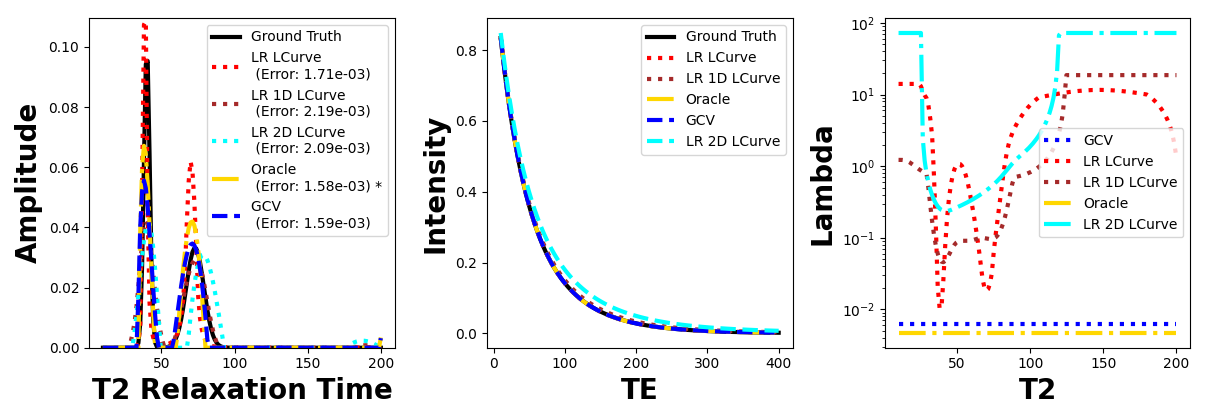 Amplitude
0.10
0.08
0.06
0.04
0.02
0.00
50
100
150
200
T2 Relaxation Time
Ground Truth
LR LCurve
(Error: 1.71e-03)
LR 1D LCurve
(Error: 2.19e-03)
LR 2D LCurve
(Error: 2.09e-03)
Oracle
(Error: 1.58e-03) *
GCV
(Error: 1.59e-03)
Intensity
0.8
0.6
0.4
0.2
0.0
0
100
200
300
400
TE
Ground Truth
LR LCurve
LR 1D LCurve
Oracle
GCV
LR 2D LCurve
Lambda
10²
10¹
10⁰
10⁻¹
10⁻²
50
100
150
200
T2
GCV
LR LCurve
LR 1D LCurve
Oracle
LR 2D LCurve